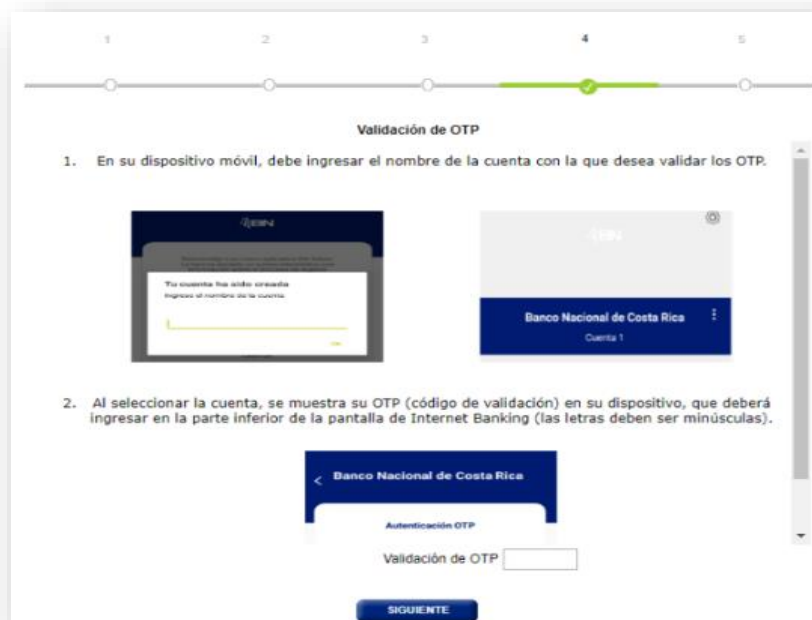 1 2 3 4 5
Validación de OTP
1. En su dispositivo móvil, debe ingresar el nombre de la cuenta con la que desea validar los OTP.
BN
Tu cuenta ha sido creada
Ingrese el nombre de la cuenta
BN
Banco Nacional de Costa Rica
Cuenta 1
2. Al seleccionar la cuenta, se muestra su OTP (código de validación) en su dispositivo, que deberá
ingresar en la parte inferior de la pantalla de Internet Banking (las letras deben ser minúsculas).
Banco Nacional de Costa Rica
Autenticación OTP
Validación de OTP
SIGUIENTE